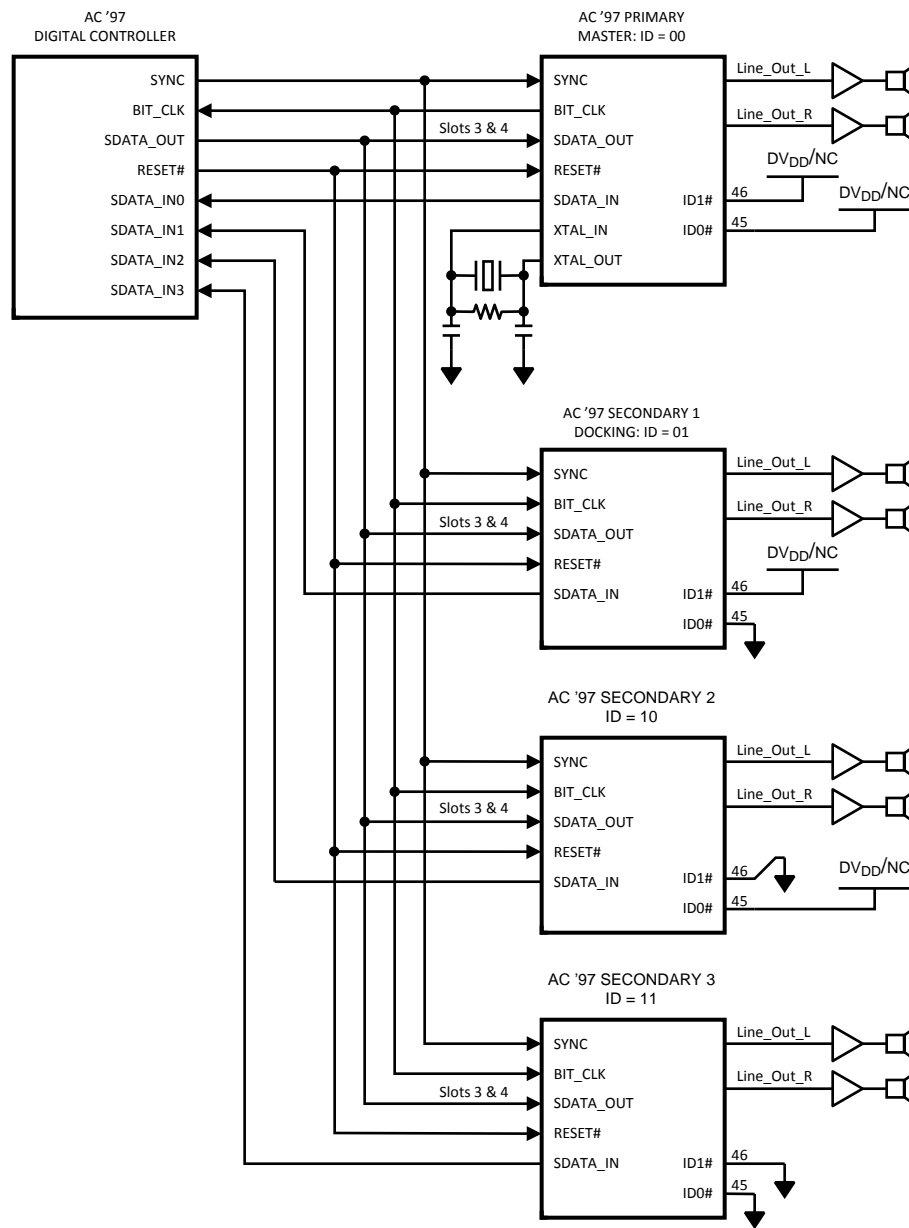 AC '97
DIGITAL CONTROLLER
SYNC
BIT_CLK
SDATA_OUT
RESET#
SDATA_IN0
SDATA_IN1
SDATA_IN2
SDATA_IN3
AC '97 PRIMARY
MASTER: ID = 00
SYNC
BIT_CLK
Slots 3 & 4
SDATA_OUT
RESET#
SDATA_IN
XTAL_IN
XTAL_OUT
ID1#
ID0#
46
45
Line_Out_L
Line_Out_R
DVDD/NC
DVDD/NC
AC '97 SECONDARY 1
DOCKING: ID = 01
SYNC
BIT_CLK
Slots 3 & 4
SDATA_OUT
RESET#
SDATA_IN
ID1#
ID0#
46
45
Line_Out_L
Line_Out_R
DVDD/NC
AC '97 SECONDARY 2
ID = 10
SYNC
BIT_CLK
Slots 3 & 4
SDATA_OUT
RESET#
SDATA_IN
ID1#
ID0#
46
45
Line_Out_L
Line_Out_R
DVDD/NC
AC '97 SECONDARY 3
ID = 11
SYNC
BIT_CLK
Slots 3 & 4
SDATA_OUT
RESET#
SDATA_IN
ID1#
ID0#
46
45
Line_Out_L
Line_Out_R